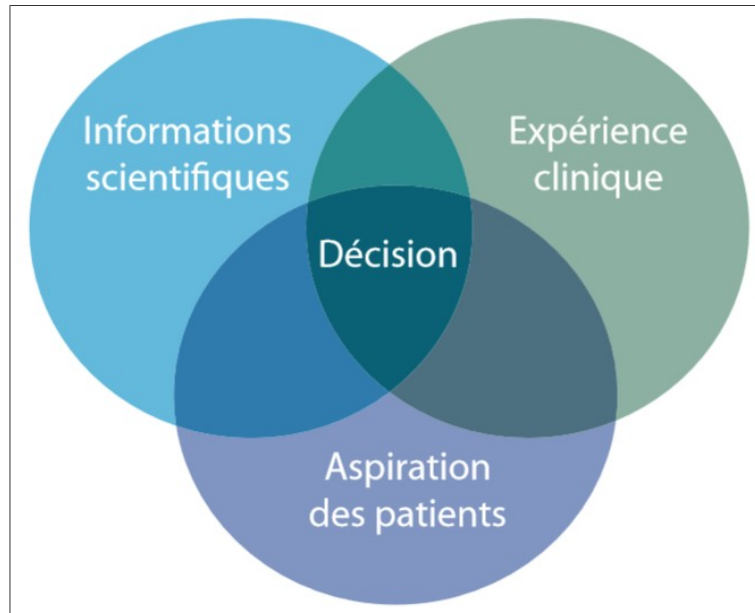 Informations
scientifiques
Expérience
clinique
Décision
Aspiration
des patients